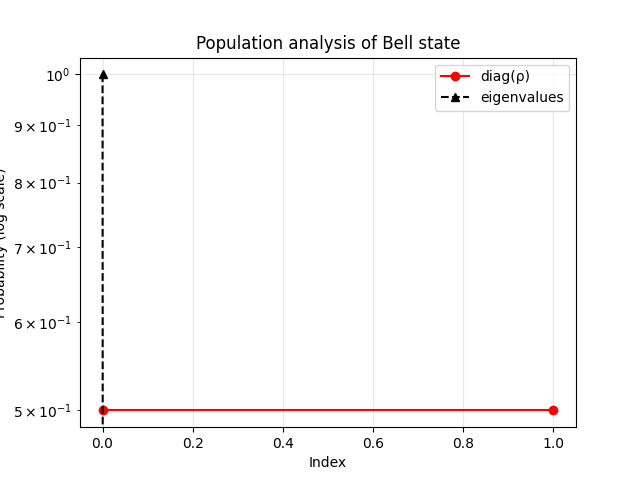 Population analysis of Bell state
diag(ρ)
eigenvalues
10⁰
9 × 10⁻¹
8 × 10⁻¹
7 × 10⁻¹
6 × 10⁻¹
5 × 10⁻¹
Probability (log scale)
0.0 0.2 0.4 0.6 0.8 1.0
Index